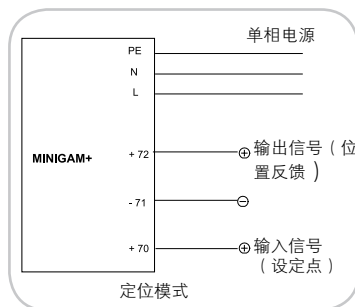 单相电源
PE
N
L
MINIGAM+
+ 72
输出信号（位
置反馈 )
- 71
+ 70
输入信号
（设定点）
定位模式